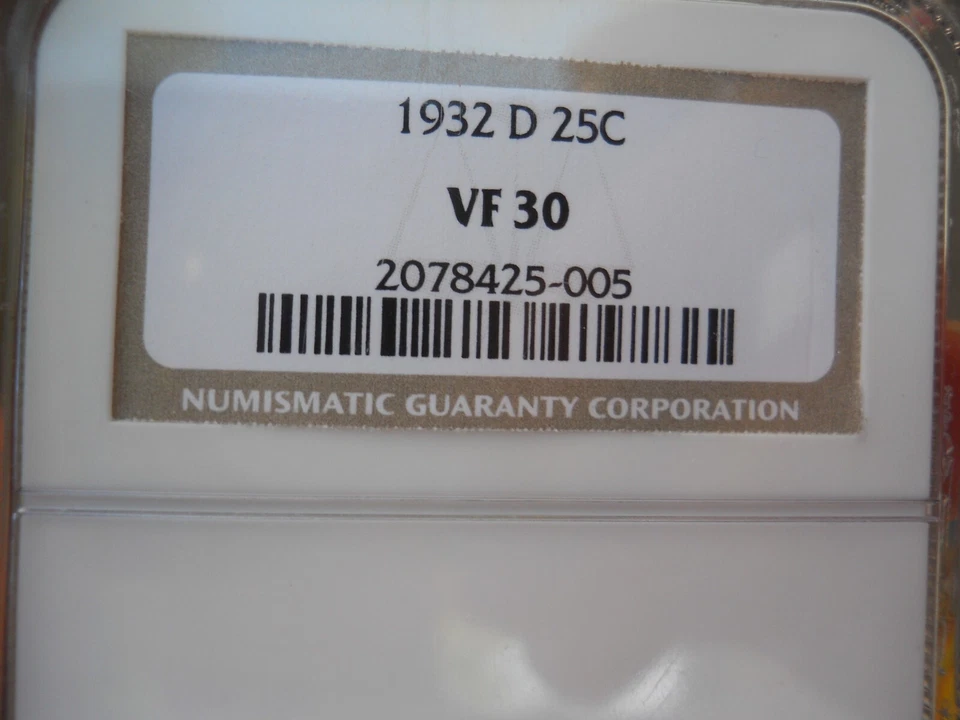 1932 D 25C
VF 30
2078425-005
NUMISMATIC GUARANTY CORPORATION